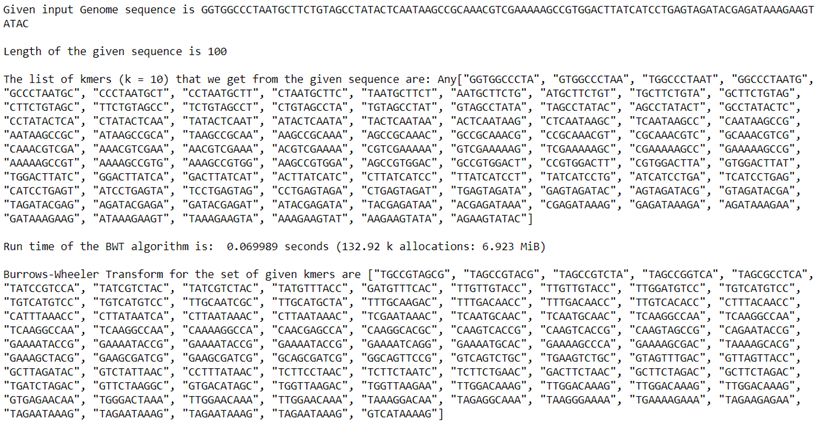 Given input Genome sequence is GGTGGCCCTAATGCTTCTGTAGCCTATACTCAATAAGCCGCAAACGTCGAAAAAGCCGTGGACTTATCATCCTGAGTAGATACGAGATAAAGAAGT
ATAC
Length of the given sequence is 100
The list of kmers (k = 10) that we get from the given sequence are: Any["GGTGGCCCTA", "GTGGCCCTAA", "TGGCCCTAAT", "GGCCCTAATG",
"GCCCTAATGC", "CCCTAATGCT", "CCTAATGCTT", "CTAATGCTTC", "TAATGCTTCT", "AATGCTTCTG", "ATGCTTCTGT", "TGCTTCTGTA", "GCTTCTGTAG",
"CTTCTGTAGC", "TTCTGTAGCC", "TCTGTAGCCT", "CTGTAGCCTA", "TGTAGCCTAT", "GTAGCCTATA", "TAGCCTATAC", "AGCCTATACT", "GCCTATACTC",
"CCTATACTCA", "CTATACTCAA", "TATACTCAAT", "ATACTCAATA", "TACTCAATAA", "ACTCAATAAG", "CTCAATAAGC", "TCAATAAGCC", "CAATAAGCCG",
"AATAAGCCGC", "ATAAGCCGCA", "TAAGCCGCAA", "AAGCCGCAAA", "AGCCGCAAAC", "GCCGCAAACG", "CCGCAAACGT", "CGCAAACGTC", "GCAAACGTCG",
"CAAACGTCGA", "AAACGTCGAA", "AACGTCGAAA", "ACGTCGAAAA", "CGTCGAAAAA", "GTCGAAAAAG", "TCGAAAAAGC", "CGAAAAAGCC", "GAAAAAGCCG",
"AAAAAGCCGT", "AAAAGCCGTG", "AAAGCCGTGG", "AAGCCGTGGA", "AGCCGTGGAC", "GCCGTGGACT", "CCGTGGACTT", "CGTGGACTTA", "GTGGACTTAT",
"TGGACTTATC", "GGACTTATCA", "GACTTATCAT", "ACTTATCATC", "CTTATCATCC", "TTATCATCCT", "TATCATCCTG", "ATCATCCTGA", "TCATCCTGAG",
"CATCCTGAGT", "ATCCTGAGTA", "TCCTGAGTAG", "CCTGAGTAGA", "CTGAGTAGAT", "TGAGTAGATA", "GAGTAGATAC", "AGTAGATACG", "GTAGATACGA",
"TAGATACGAG", "AGATACGAGA", "GATACGAGAT", "ATACGAGATA", "TACGAGATAA", "ACGAGATAAA", "CGAGATAAAG", "GAGATAAAGA", "AGATAAAGAA",
"GATAAAGAAG", "ATAAAGAAGT", "TAAAGAAGTA", "AAAGAAGTAT", "AAGAAGTATA", "AGAAGTATAC"]
Run time of the BWT algorithm is:  0.069989 seconds (132.92 k allocations: 6.923 MiB)
Burrows-Wheeler Transform for the set of given kmers are ["TGCCGTAGCG", "TAGCCGTACG", "TAGCCGTCTA", "TAGCCGGTCA", "TAGCGCCTCA",
"TATCCGTCCA", "TATCGTCTAC", "TATCGTCTAC", "TATGTTTACC", "GATGTTTCAC", "TTGTTGTACC", "TTGTTGTACC", "TTGGATGTCC", "TGTCATGTCC",
"TGTCATGTCC", "TGTCATGTCC", "TTGCAATCGC", "TTGCATGCTA", "TTTGCAAGAC", "TTTGACAACC", "TTTGACAACC", "TTGTCACACC", "CTTTACAACC",
"CATTTAAACC", "CTTATAATCA", "CTTAATAAAC", "CTTAATAAAC", "TCGAATAAAC", "TCAATGCAAC", "TCAATGCAAC", "TCAAGGCCAA", "TCAAGGCCAA",
"TCAAGGCCAA", "TCAAGGCCAA", "CAAAAGGCCA", "CAACGAGCCA", "CAAGGCACGC", "CAAGTCACCG", "CAAGTCACCG", "CAAGTAGCCG", "CAGAATACCG",
"GAAAATACCG", "GAAAATACCG", "GAAAATACCG", "GAAAATCAGG", "GAAAATGCAC", "GAAAAGCCCA", "GAAAAGCGAC", "TAAAAGCACG",
"GAAAGCTACG", "GAAGCGATCG", "GAAGCGATCG", "GCAGCGATCG", "GGCAGTTCCG", "GTCAGTCTGC", "TGAAGTCTGC", "GTAGTTTGAC", "GTTAGTTACC",
"GCTTAGATAC", "GTCTATTAAC", "CCTTTATAAC", "TCTTCCTAAC", "TCTTCTAATC", "TCTTCTGAAC", "GACTTCTAAC", "GCTTCTAGAC", "GCTTCTAGAC",
"TGATCTAGAC", "GTTCTAAGGC", "GTGACATAGC", "TGGTTAAGAC", "TGGTTAAGAA", "TTGGACAAAG", "TTGGACAAAG", "TTGGACAAAG", "TTGGACAAAG",
"GTGAGAACAA", "TGGGACTAAA", "TTGGAACAAA", "TTGGAACAAA", "TAAAGGACAA", "TAGAGGCAAA", "TAAGGGAAAA", "TGAAAAGAAA", "TAGAAGAGAA",
"TAGAATAAAG", "TAGAATAAAG", "TAGAATAAAG", "TAGAATAAAG", "GTCATAAAAG"]